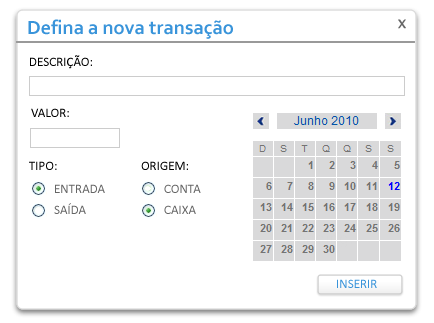 Defina a nova transação x
DESCRIÇÃO:
VALOR:
Junho 2010
D S T Q Q S S
1 2 3 4 5
6 7 8 9 10 11 12
13 14 15 16 17 18 19
20 21 22 23 24 25 26
27 28 29 30
TIPO: ORIGEM:
ENTRADA CONTA
SAÍDA CAIXA
INSERIR